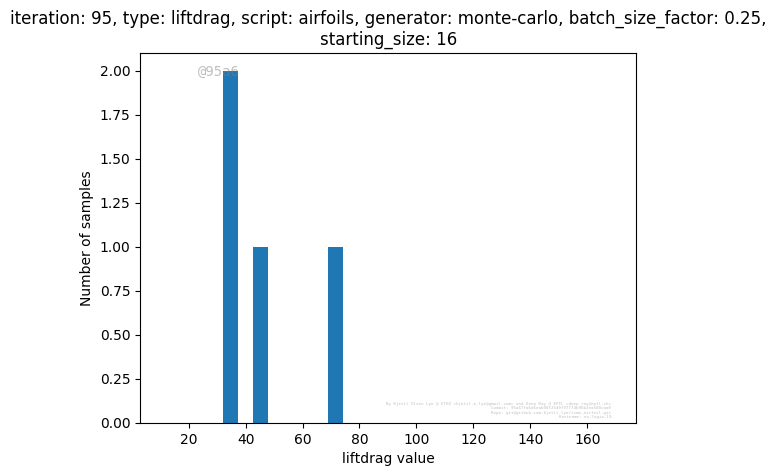 iteration: 95, type: liftdrag, script: airfoils, generator: monte-carlo, batch_size_factor: 0.25,
starting_size: 16
@95a6
2.00
1.75
1.50
1.25
1.00
0.75
0.50
0.25
0.00
Number of samples
20 40 60 80 100 120 140 160
liftdrag value